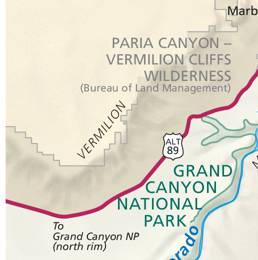 Marb
PARIA CANYON –
VERMILION CLIFFS
WILDERNESS
(Bureau of Land Management)
VERMILION
ALT
89
GRAND
CANYON
NATIONAL
PARK
To
Grand Canyon NP
(north rim)
rado